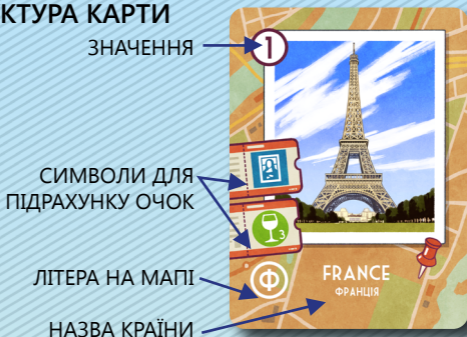 КТУРА КАРТИ
ЗНАЧЕННЯ
1
СИМВОЛИ ДЛЯ
ПІДРАХУНКУ ОЧОК
3
ЛІТЕРА НА МАПІ
Ф
FRANCE
ФРАНЦІЯ
НАЗВА КРАЇНИ